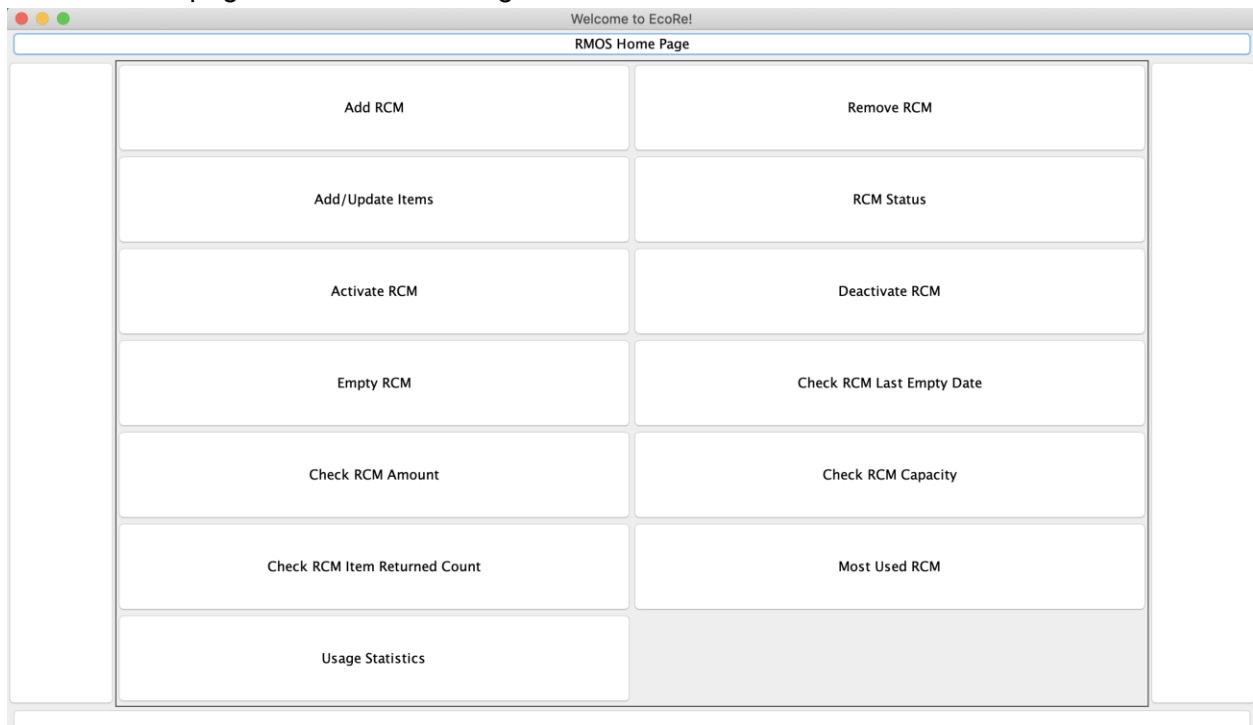 Welcome to EcoRe!
RMOS Home Page
Add RCM
Remove RCM
Add/Update Items
RCM Status
Activate RCM
Deactivate RCM
Empty RCM
Check RCM Last Empty Date
Check RCM Amount
Check RCM Capacity
Check RCM Item Returned Count
Most Used RCM
Usage Statistics